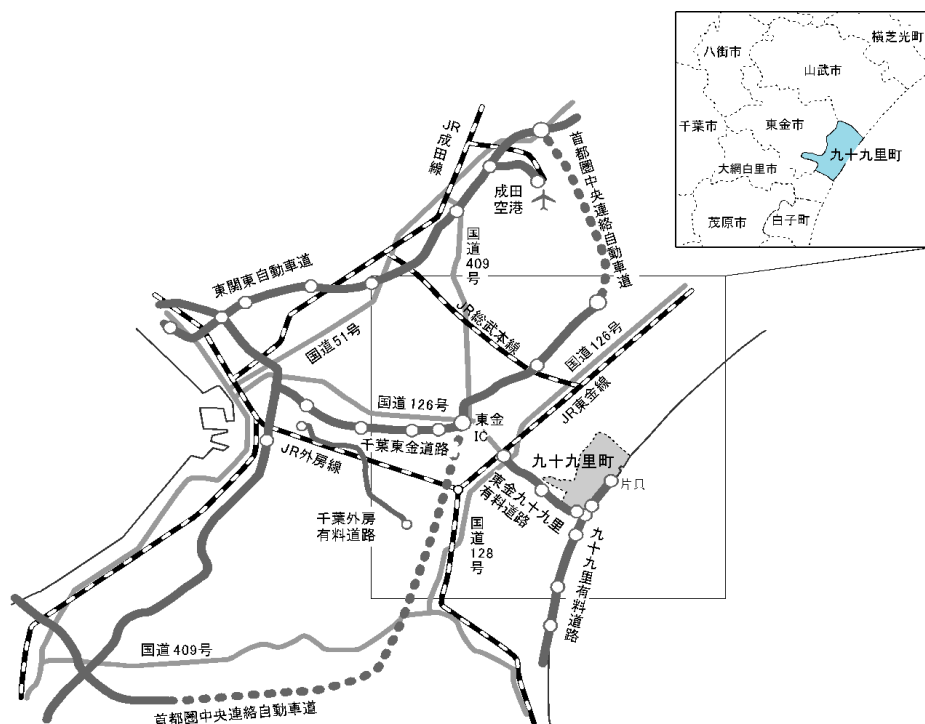 横芝光町
八街市
山武市
千葉市
東金市
九十九里町
大網白里市
茂原市
白子町
JR成田線
首都圏中央連絡自動車道
成田
空港
国道409号
東関東自動車道
JR総武本線
国道51号
国道126号
国道126号
JR東金線
東金
IC
千葉東金道路
JR外房線
九十九里町
片貝
東金九十九里
有料道路
千葉外房
有料道路
国道128号
九十九里有料道路
国道409号
首都圏中央連絡自動車道